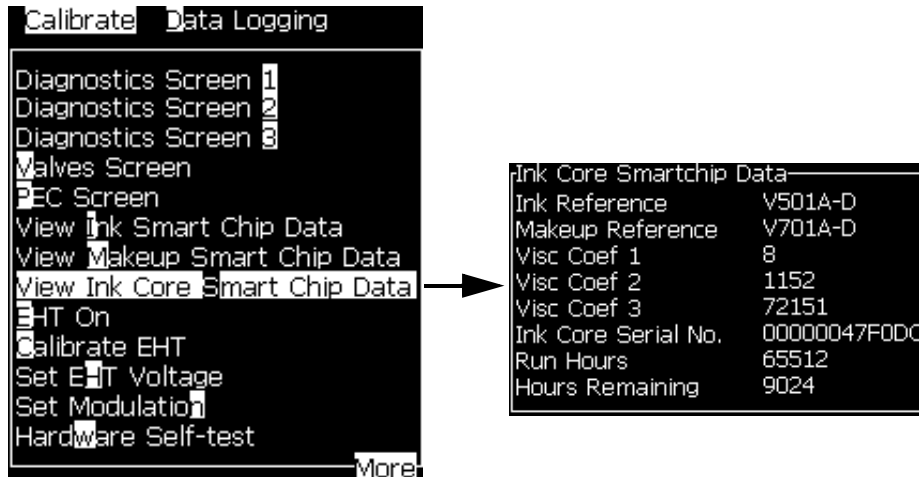 Calibrate Data Logging
Diagnostics Screen 1
Diagnostics Screen 2
Diagnostics Screen 3
Valves Screen
PEC Screen
View Ink Smart Chip Data
View Makeup Smart Chip Data
View Ink Core Smart Chip Data
EHT On
Calibrate EHT
Set EHT Voltage
Set Modulation
Hardware Self-test
More
Ink Core Smartchip Data
Ink Reference V501A-D
Makeup Reference V701A-D
Visc Coef 1 8
Visc Coef 2 1152
Visc Coef 3 72151
Ink Core Serial No. 00000047F0DC
Run Hours 65512
Hours Remaining 9024